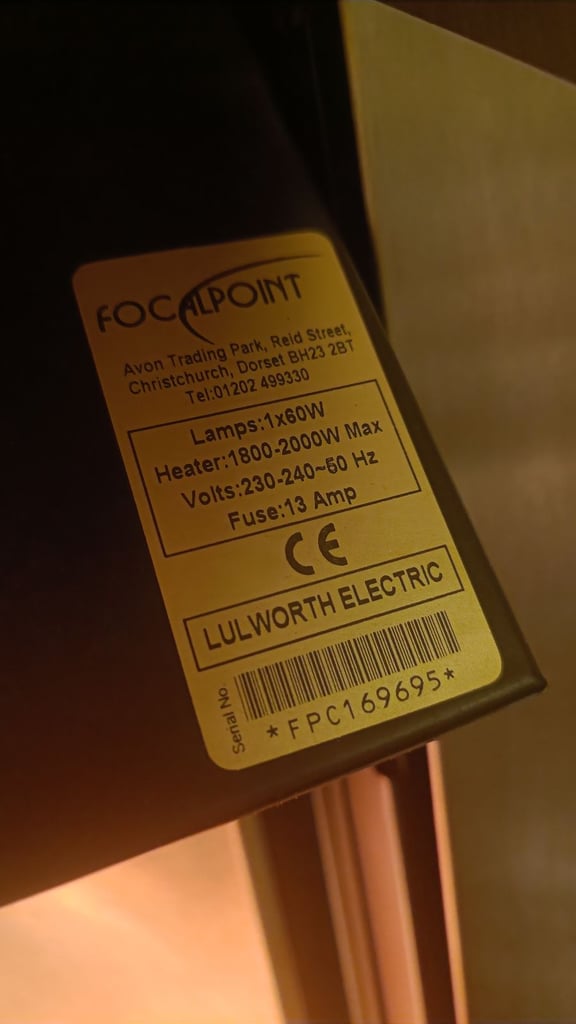 FOCALPOINT
Avon Trading Park, Reid Street,
Christchurch, Dorset BH23 2BT
Tel:01202 499330
Lamps:1x60W
Heater:1800-2000W Max
Volts:230-240~50 Hz
Fuse:13 Amp
CE
LULWORTH ELECTRIC
Serial No.
*FPC169695*